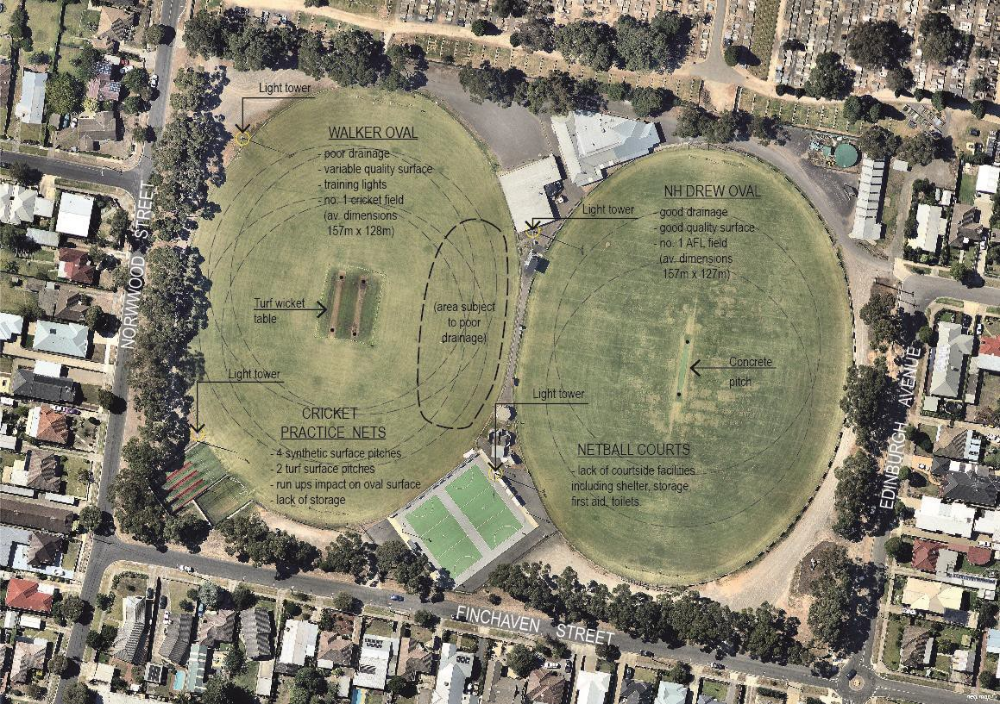 Light tower
WALKER OVAL
- poor drainage
- variable quality surface
- training lights
- no. 1 cricket field
(av. dimensions
157m x 128m)
NH DREW OVAL
- good drainage
- good quality surface
- no. 1 AFL field
(av. dimensions
157m x 127m)
Light tower
NORWWOOD STREET
Turf wicket
table
(area subject
to poor
drainage)
Concrete
pitch
Light tower
Light tower
CRICKET
PRACTICE NETS
- 4 synthetic surface pitches
- 2 turf surface pitches
- run ups impact on oval surface
- lack of storage
NETBALL COURTS
- lack of courtside facilities
including shelter, storage,
first aid, toilets.
EDINBURGH AVENUE
FINCHAVEN STREET
nearmap